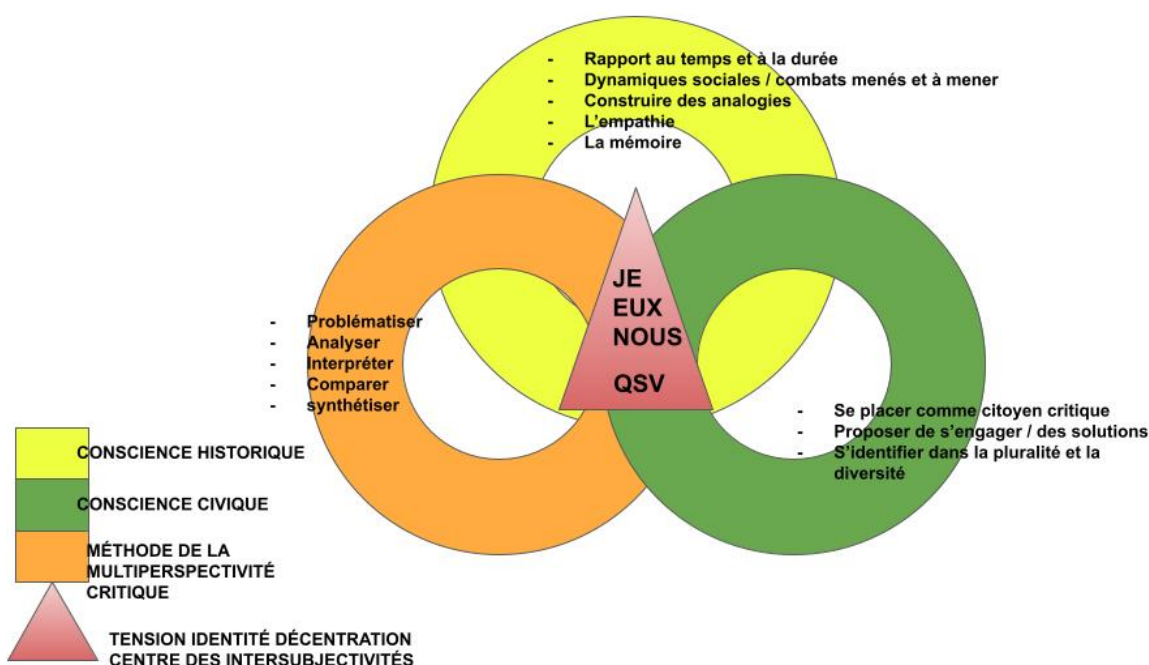 - Rapport au temps et à la durée
- Dynamiques sociales / combats menés et à mener
- Construire des analogies
- L'empathie
- La mémoire
JE
EUX
NOUS
QSV
- Problématiser
- Analyser
- Interpréter
- Comparer
- synthétiser
- Se placer comme citoyen critique
- Proposer de s'engager / des solutions
- S'identifier dans la pluralité et la
diversité
CONSCIENCE HISTORIQUE
CONSCIENCE CIVIQUE
MÉTHODE DE LA
MULTIPERSPECTIVITÉ
CRITIQUE
TENSION IDENTITÉ DÉCENTRATION
CENTRE DES INTERSUBJECTIVITÉS